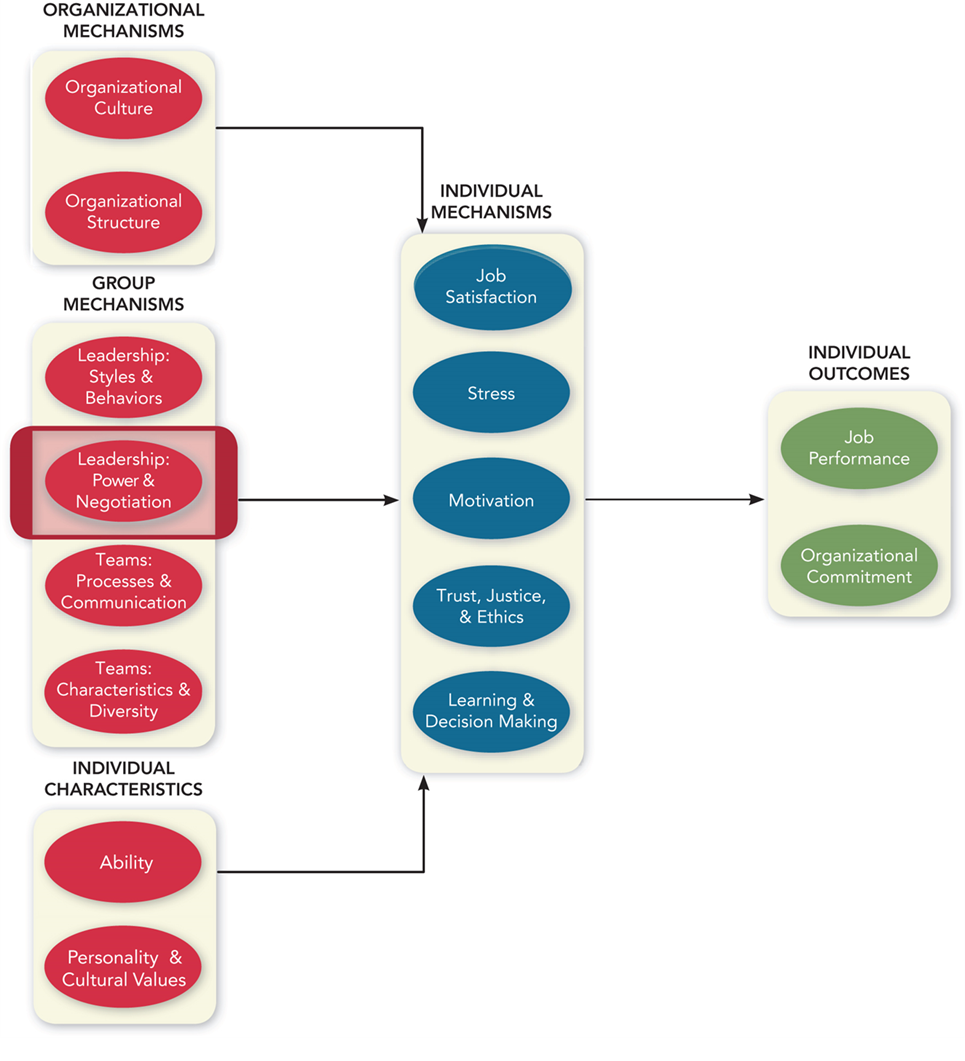 ORGANIZATIONAL
MECHANISMS
Organizational
Culture
Organizational
Structure
GROUP
MECHANISMS
Leadership:
Styles &
Behaviors
Leadership:
Power &
Negotiation
Teams:
Processes &
Communication
Teams:
Characteristics &
Diversity
INDIVIDUAL
CHARACTERISTICS
Ability
Personality &
Cultural Values
INDIVIDUAL
MECHANISMS
Job
Satisfaction
Stress
Motivation
Trust, Justice,
& Ethics
Learning &
Decision Making
INDIVIDUAL
OUTCOMES
Job
Performance
Organizational
Commitment